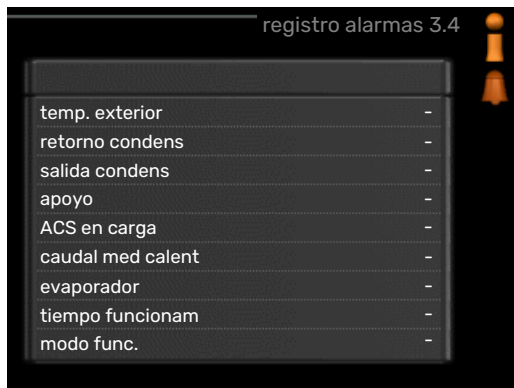 registro alarmas 3.4
temp. exterior -
retorno condens -
salida condens -
apoyo -
ACS en carga -
caudal med calent -
evaporador -
tiempo funcionam -
modo func. -